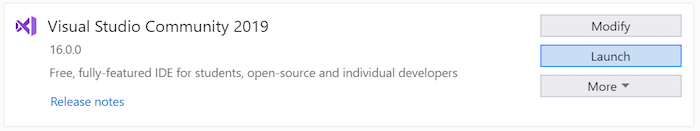 Visual Studio Community 2019
Modify
16.0.0
Launch
Free, fully-featured IDE for students, open-source and individual developers
More
Release notes